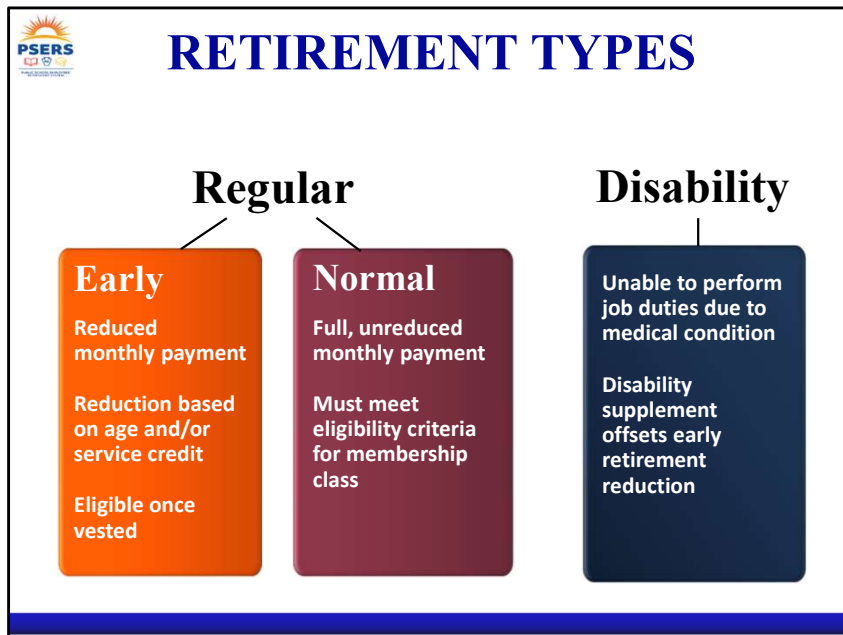 PSERS
RETIREMENT TYPES
Regular
Early
Reduced
monthly payment
Reduction based
on age and/or
service credit
Eligible once
vested
Normal
Full, unreduced
monthly payment
Must meet
eligibility criteria
for membership
class
Disability
Unable to perform
job duties due to
medical condition
Disability
supplement
offsets early
retirement
reduction